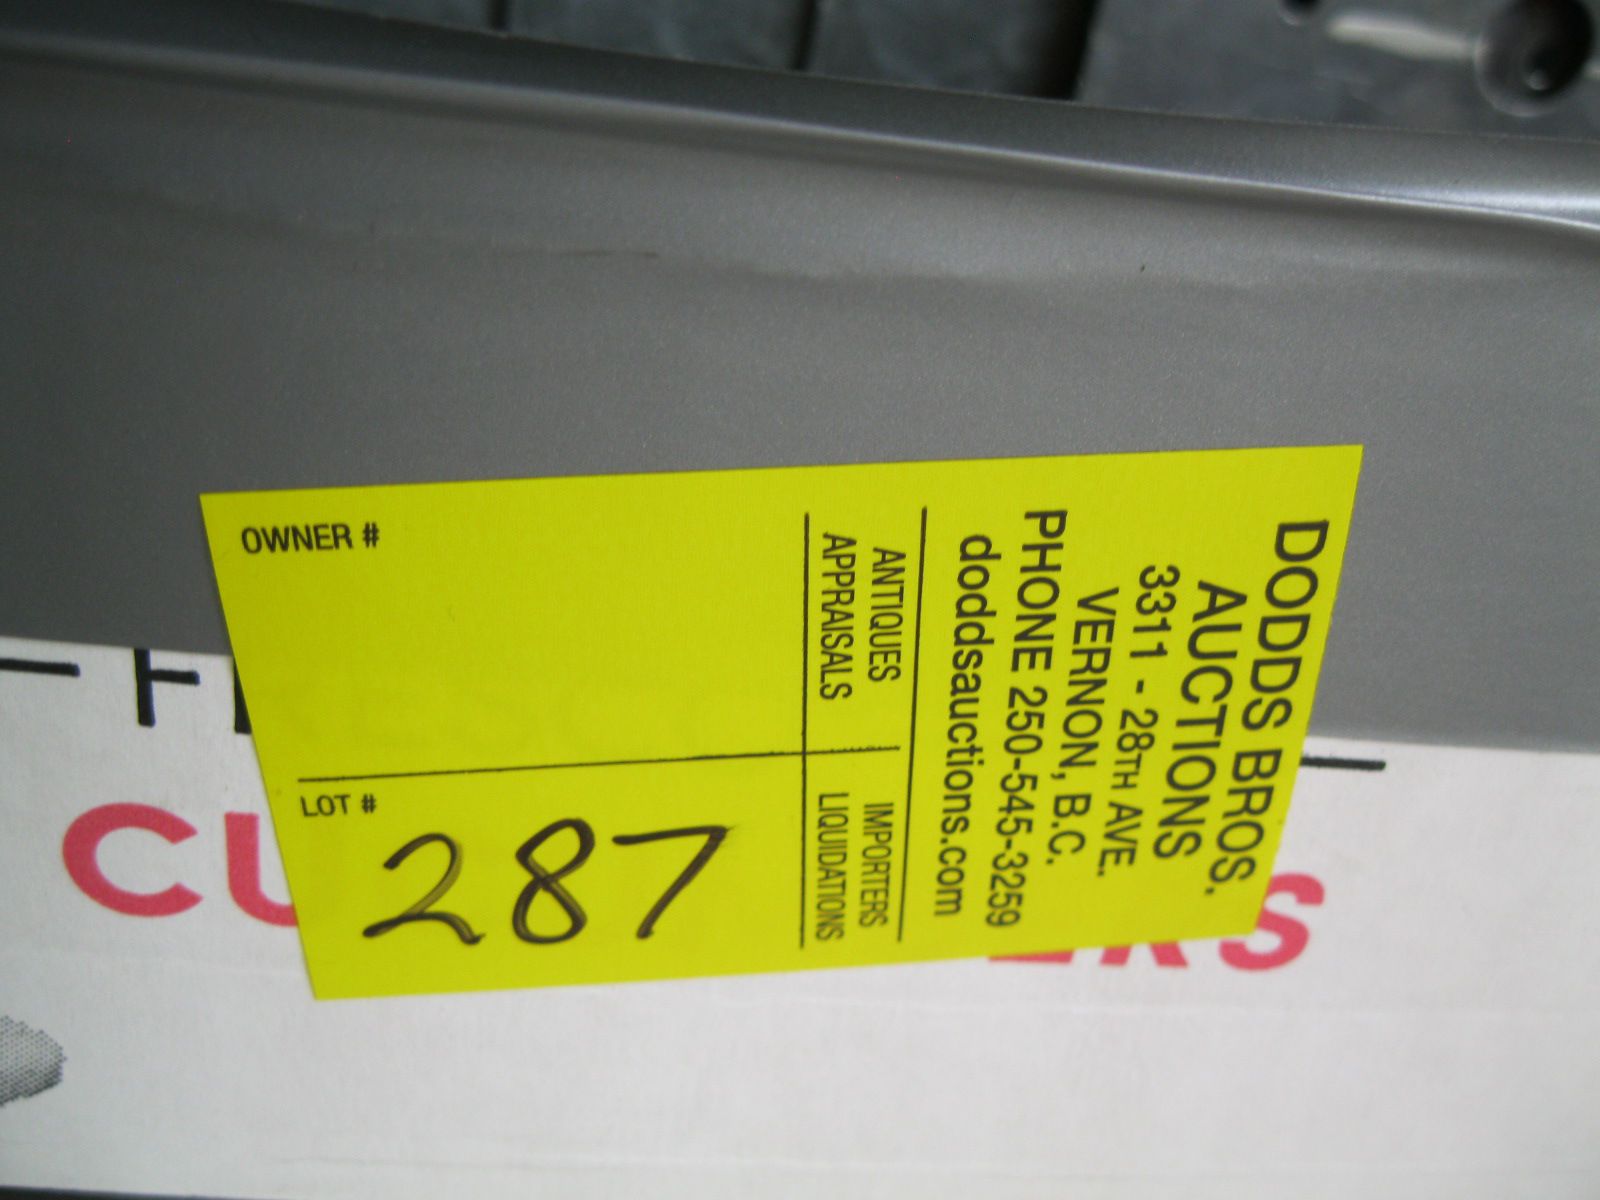 DODDS BROS.
AUCTIONS
3311 - 28TH AVE.
VERNON, B.C.
PHONE 250-545-3259
doddsauctions.com
ANTIQUES
APPRAISALS
IMPORTERS
LIQUIDATIONS
OWNER #
LOT #
287